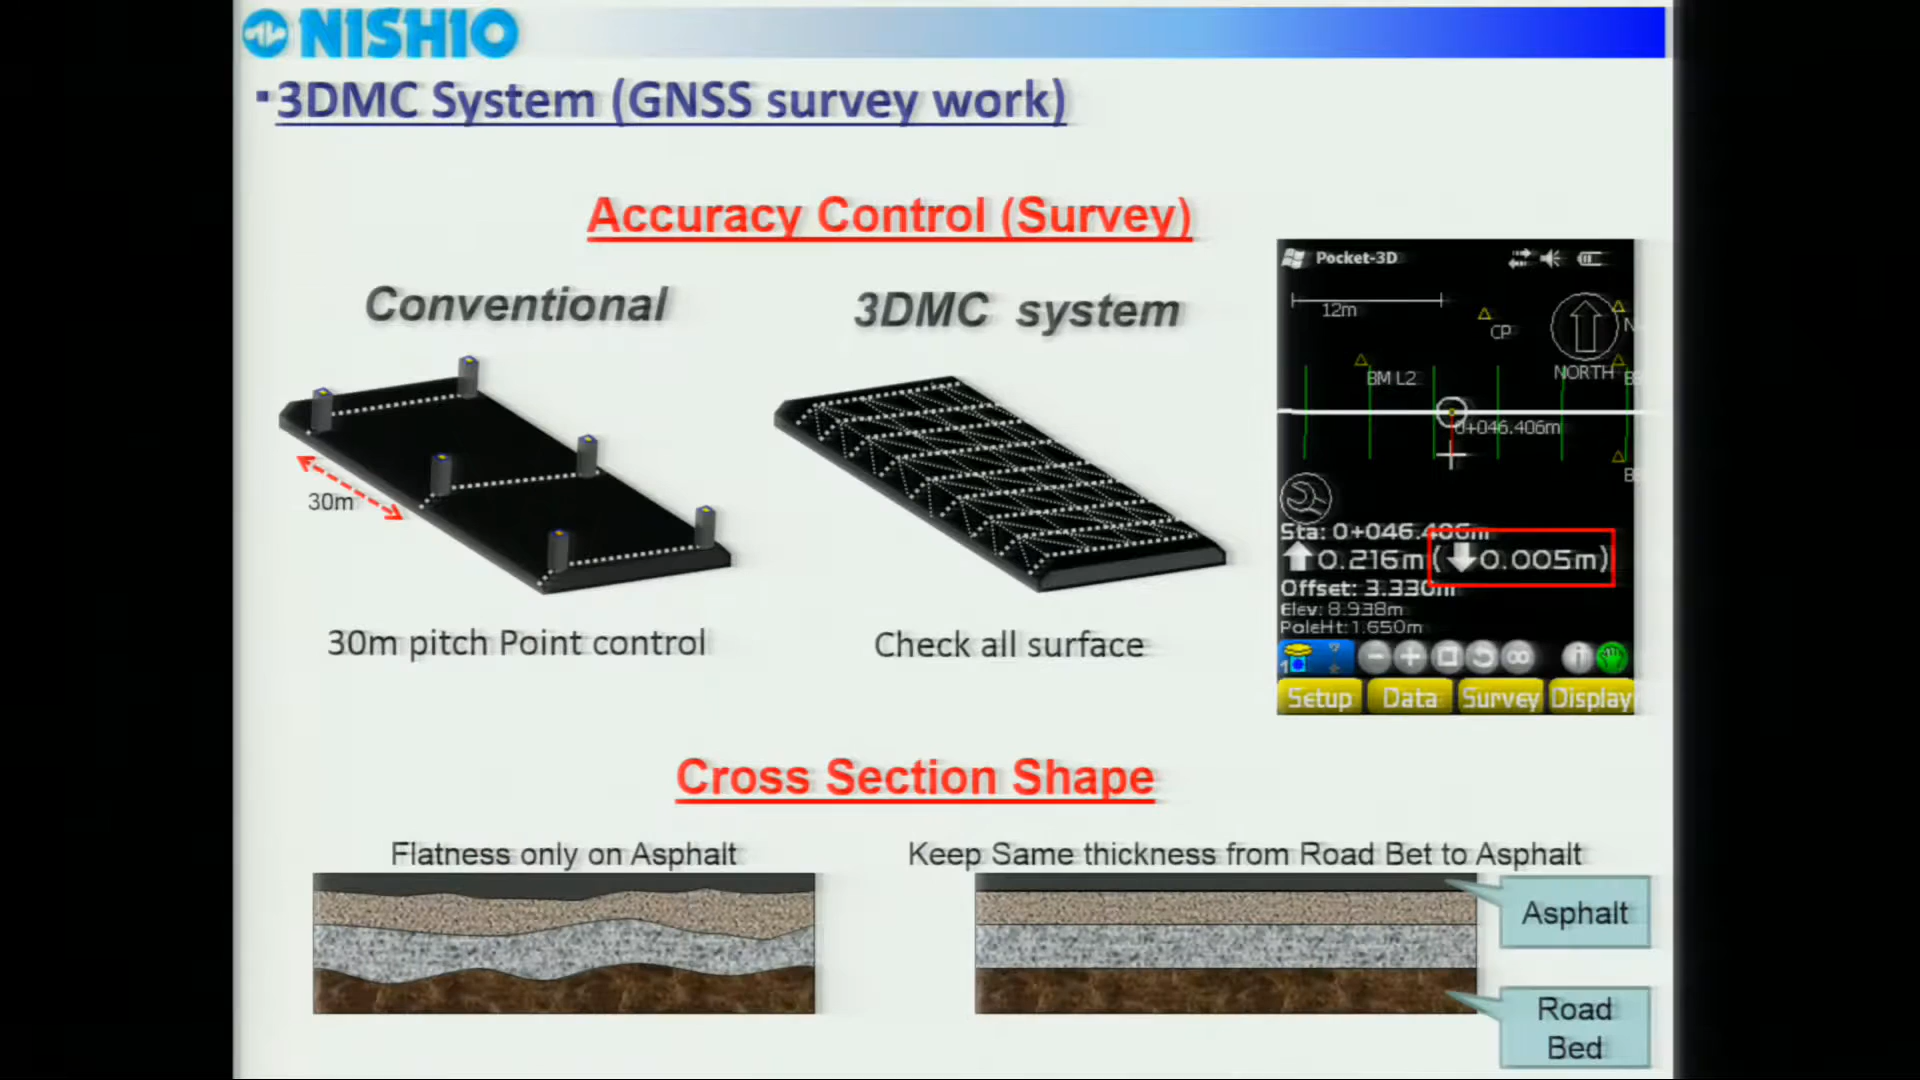 NISHIO
▪3DMC System (GNSS survey work)
Accuracy Control (Survey)
Conventional
3DMC system
30m
30m pitch Point control
Check all surface
Pocket-3D
12m
CP
NORTH
BM L2
0+046.406m
Sta: 0+046.406m
0.216m (0.005m)
Offset: 3.330m
Elev: 8.938m
PoleHt: 1.650m
1
Setup Data Survey Display
Cross Section Shape
Flatness only on Asphalt
Keep Same thickness from Road Bet to Asphalt
Asphalt
Road
Bed